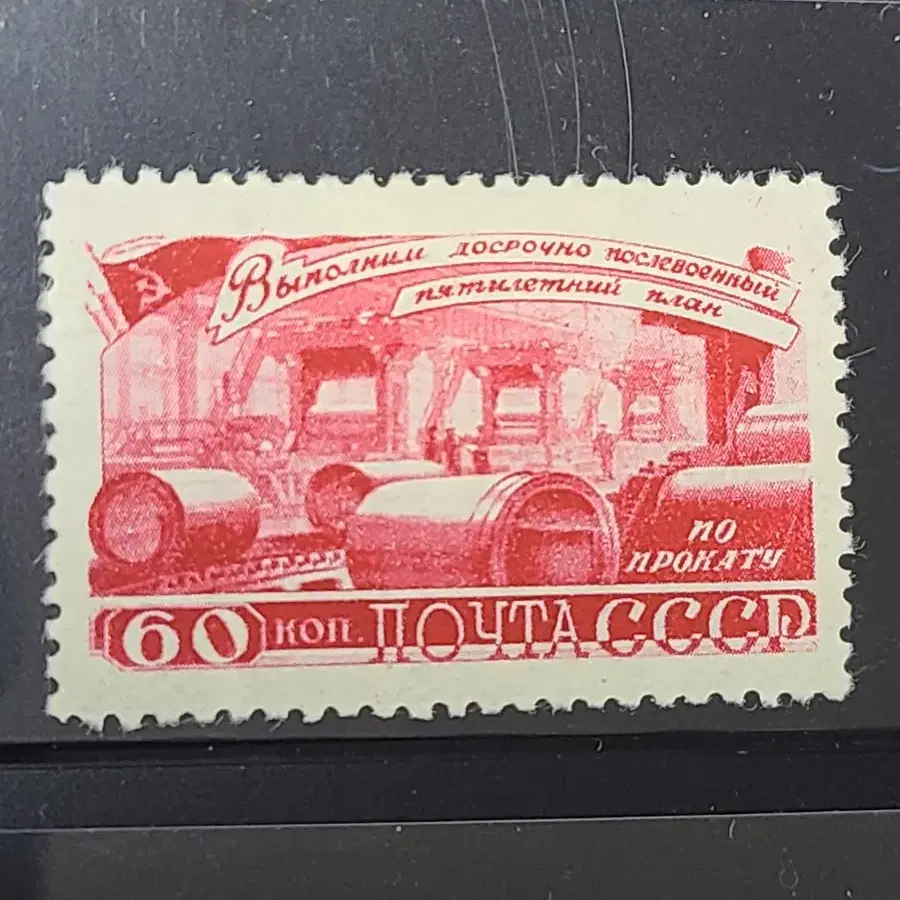 Выполним досрочно послевоенный
пятилетний план
ПО
ПРОКАТУ
60 КОП. ПОЧТА СССР